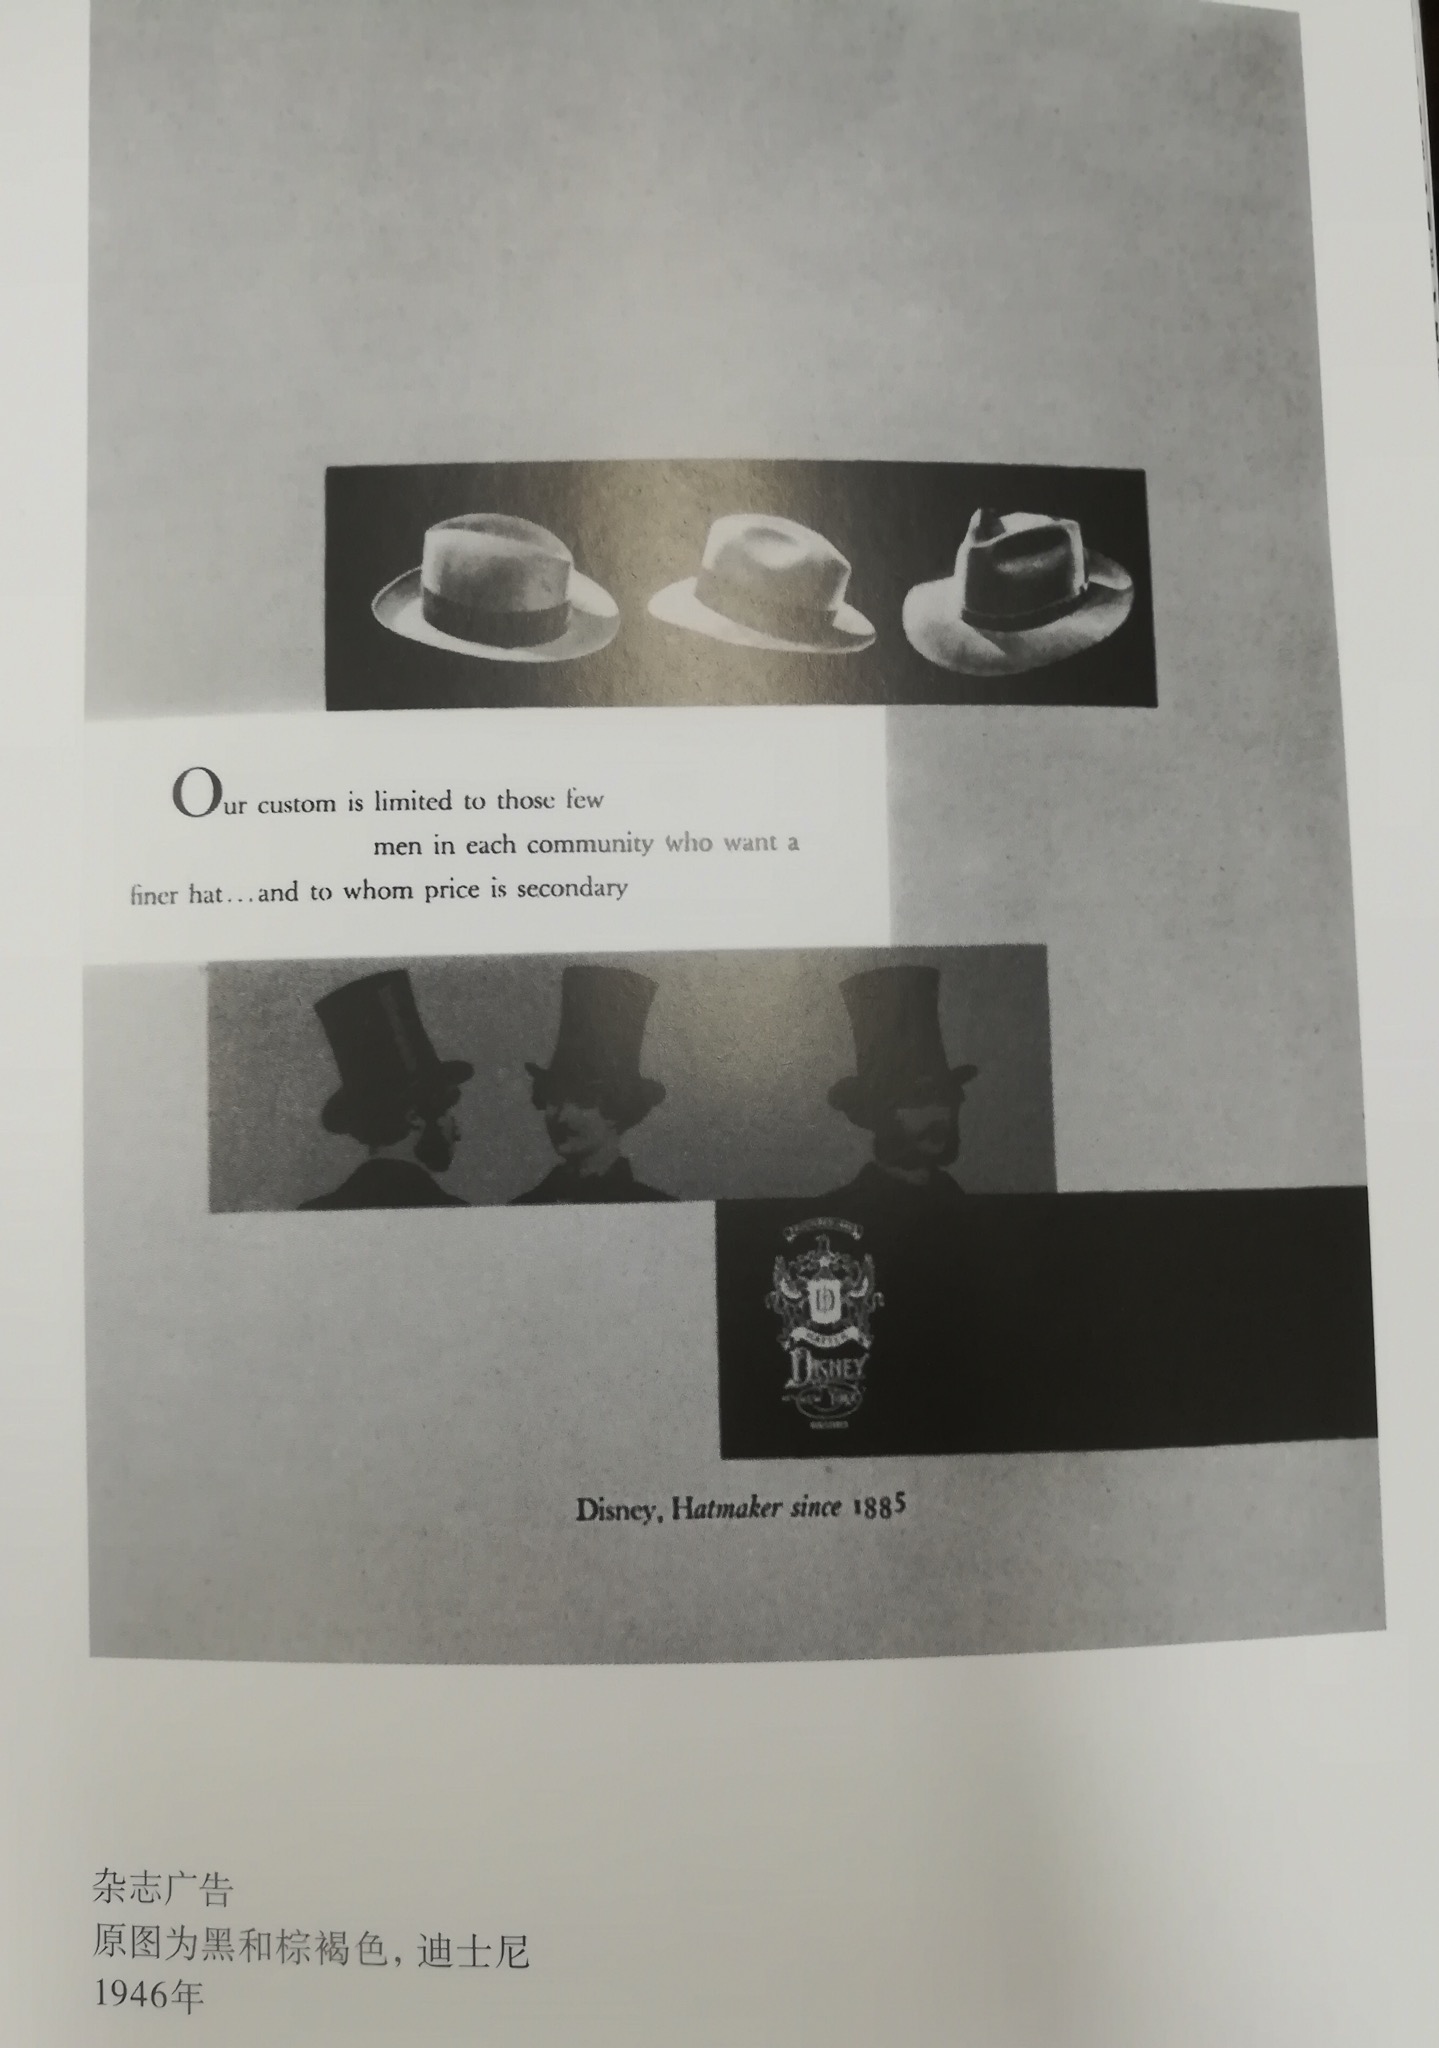 Our custom is limited to those few
men in each community who want a
finer hat...and to whom price is secondary
HATTER
DISNEY
NEW YORK
Disney, Hatmaker since 1885
杂志广告
原图为黑和棕褐色，迪士尼
1946年